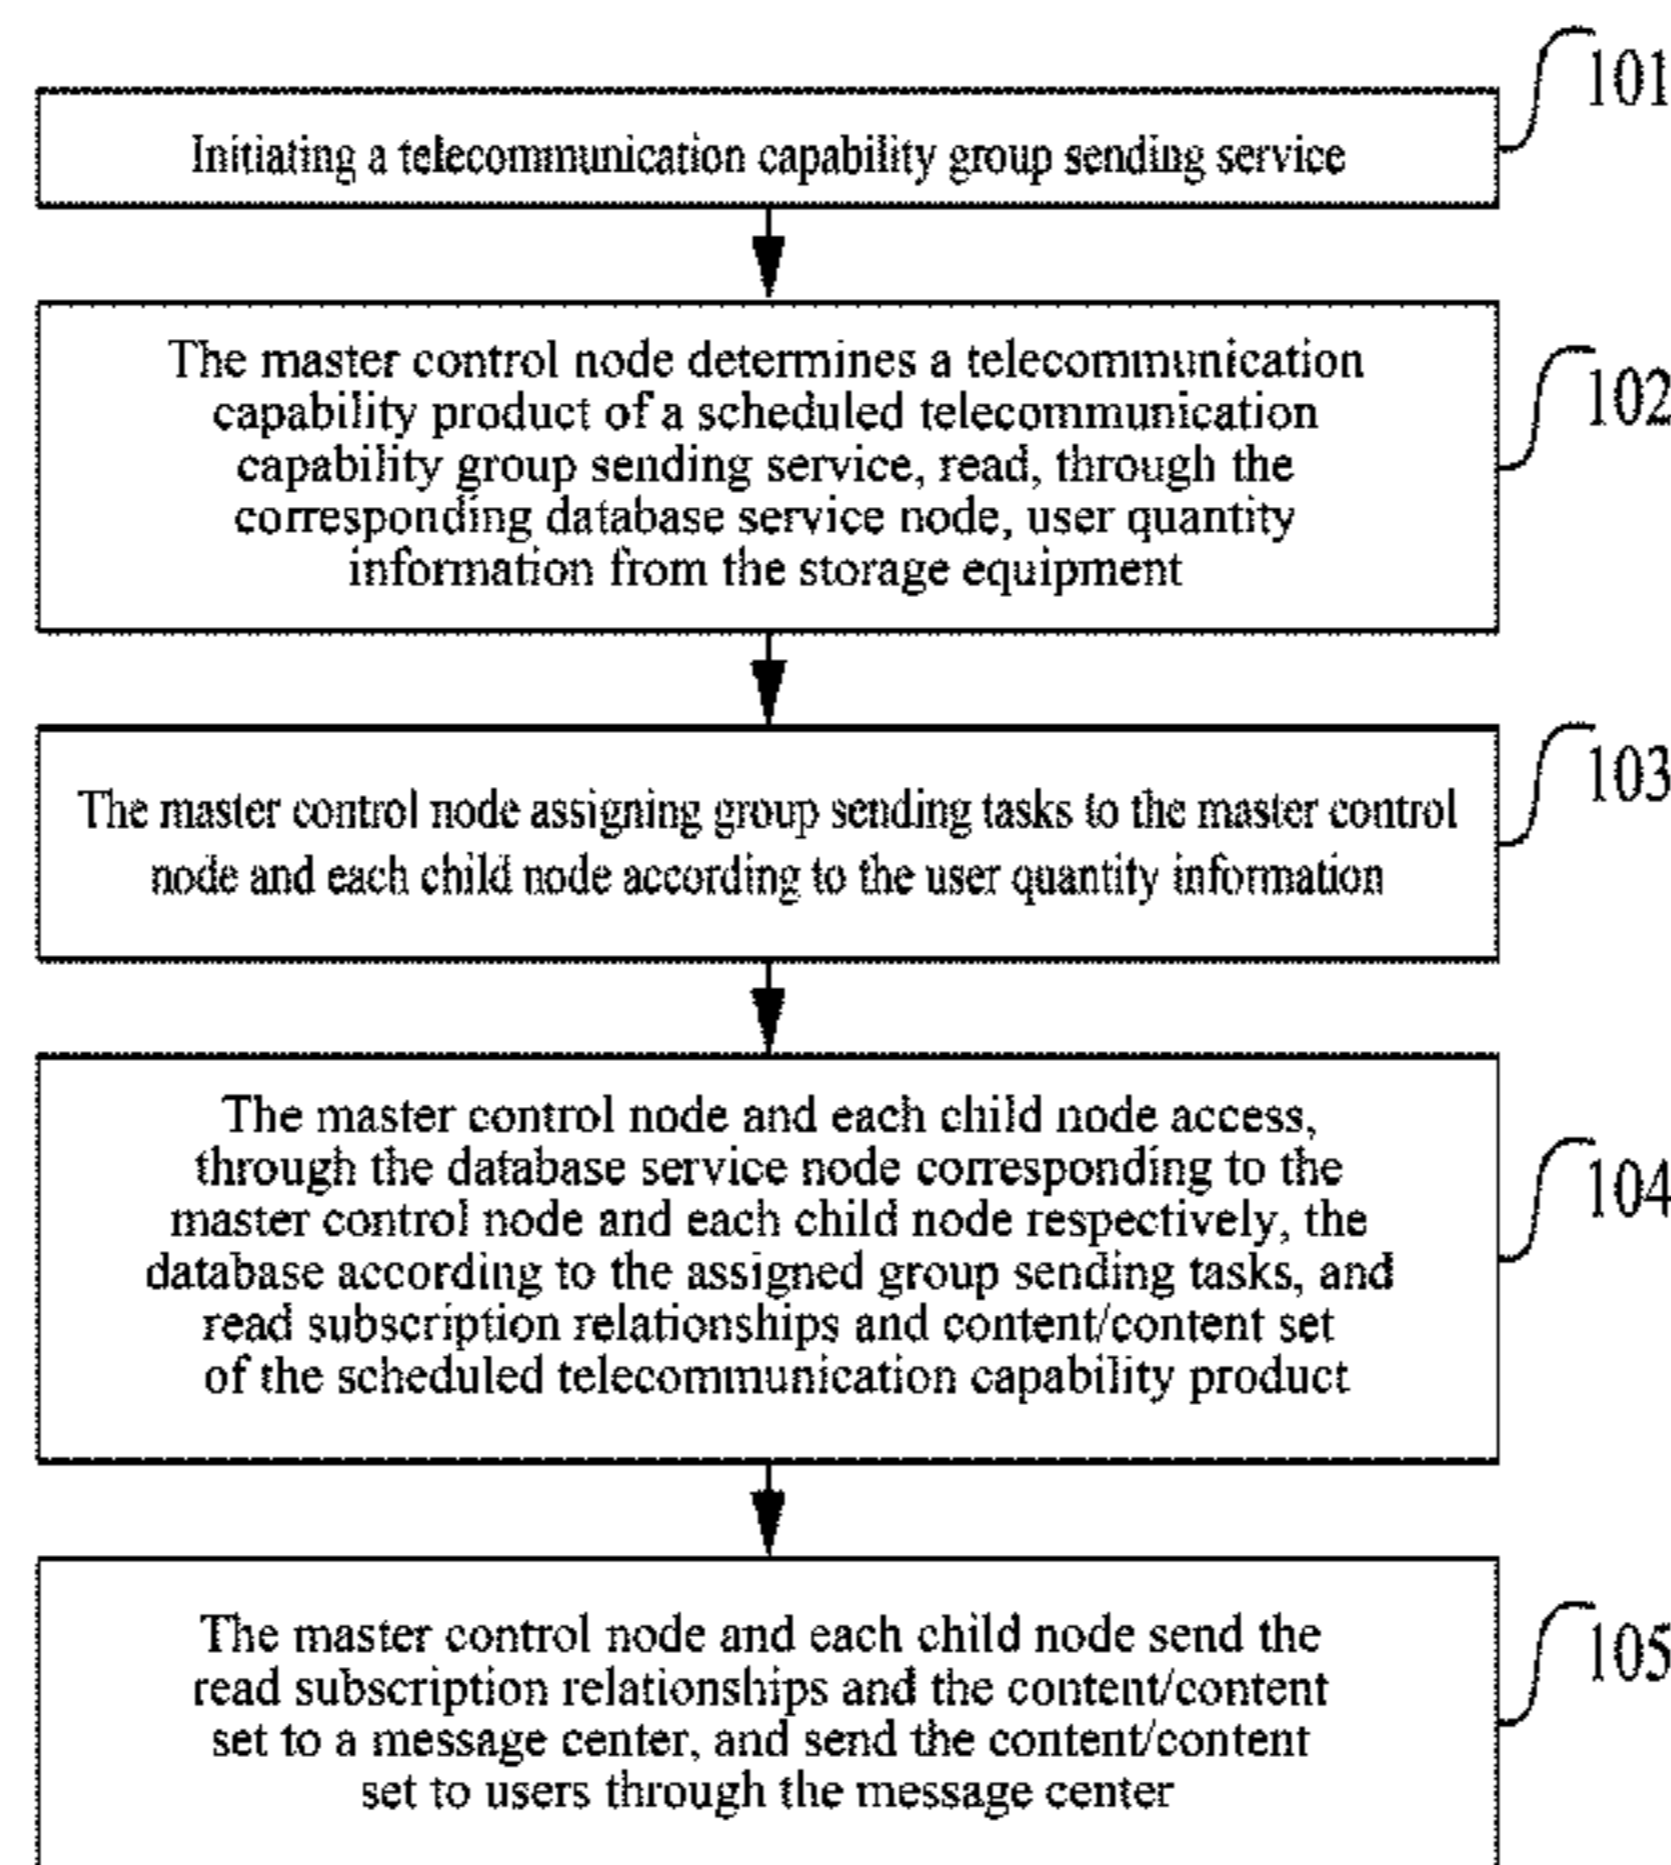 101
Initiating a telecommunication capability group sending service
The master control node determines a telecommunication
capability product of a scheduled telecommunication
capability group sending service, read, through the
corresponding database service node, user quantity
information from the storage equipment
102
The master control node assigning group sending tasks to the master control
node and each child node according to the user quantity information
103
The master control node and each child node access,
through the database service node corresponding to the
master control node and each child node respectively, the
database according to the assigned group sending tasks, and
read subscription relationships and content/content set
of the scheduled telecommunication capability product
104
The master control node and each child node send the
read subscription relationships and the content/content
set to a message center, and send the content/content
set to users through the message center
105